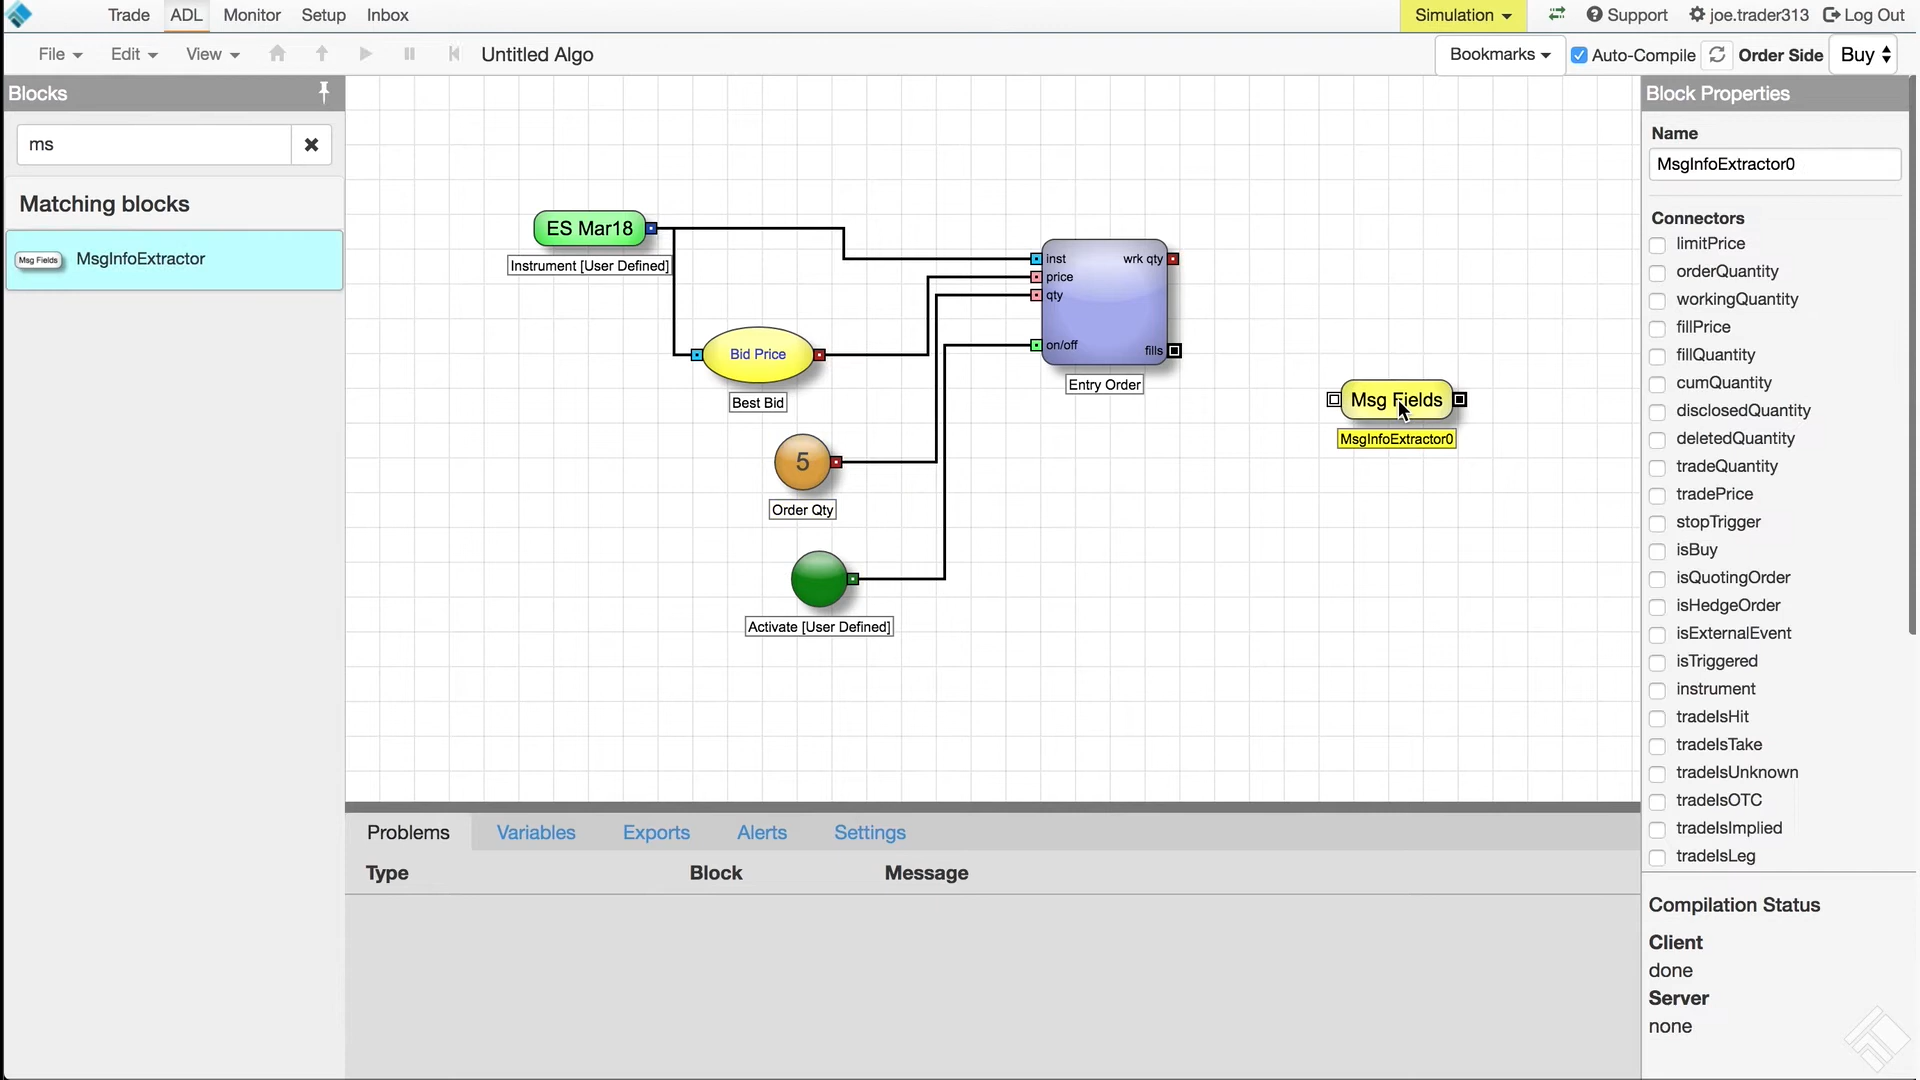 Trade ADL Monitor Setup Inbox Simulation Support joe.trader313 Log Out
File Edit View Untitled Algo Bookmarks Auto-Compile Order Side Buy
Blocks
ms
Matching blocks
Msg Fields MsgInfoExtractor
ES Mar18
Instrument [User Defined]
Bid Price
Best Bid
5
Order Qty
Activate [User Defined]
inst wrk qty
price
qty
on/off
fills
Entry Order
Msg Fields
MsgInfoExtractor0
Problems Variables Exports Alerts Settings
Type Block Message
Block Properties
Name
MsgInfoExtractor0
Connectors
limitPrice
orderQuantity
workingQuantity
fillPrice
fillQuantity
cumQuantity
disclosedQuantity
deletedQuantity
tradeQuantity
tradePrice
stopTrigger
isBuy
isQuotingOrder
isHedgeOrder
isExternalEvent
isTriggered
instrument
tradeIsHit
tradeIsTake
tradeIsUnknown
tradeIsOTC
tradeIsImplied
tradeIsLeg
Compilation Status
Client
done
Server
none